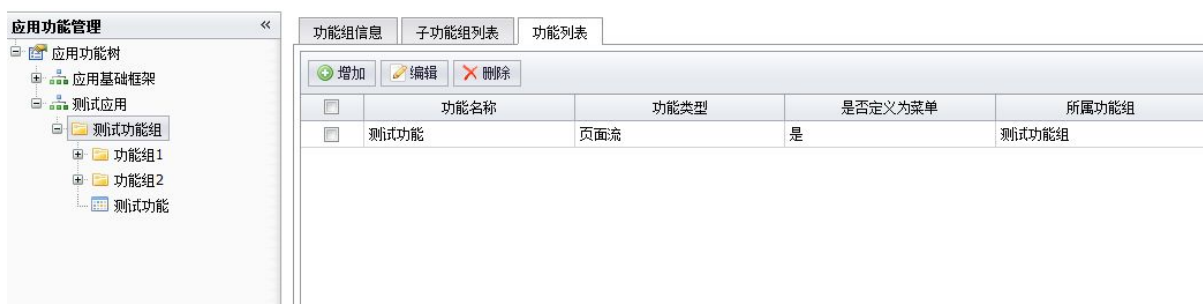 应用功能管理 «
应用功能树
应用基础框架
测试应用
测试功能组
功能组1
功能组2
测试功能
功能组信息 子功能组列表 功能列表
增加 编辑 删除
功能名称 功能类型 是否定义为菜单 所属功能组
测试功能 页面流 是 测试功能组